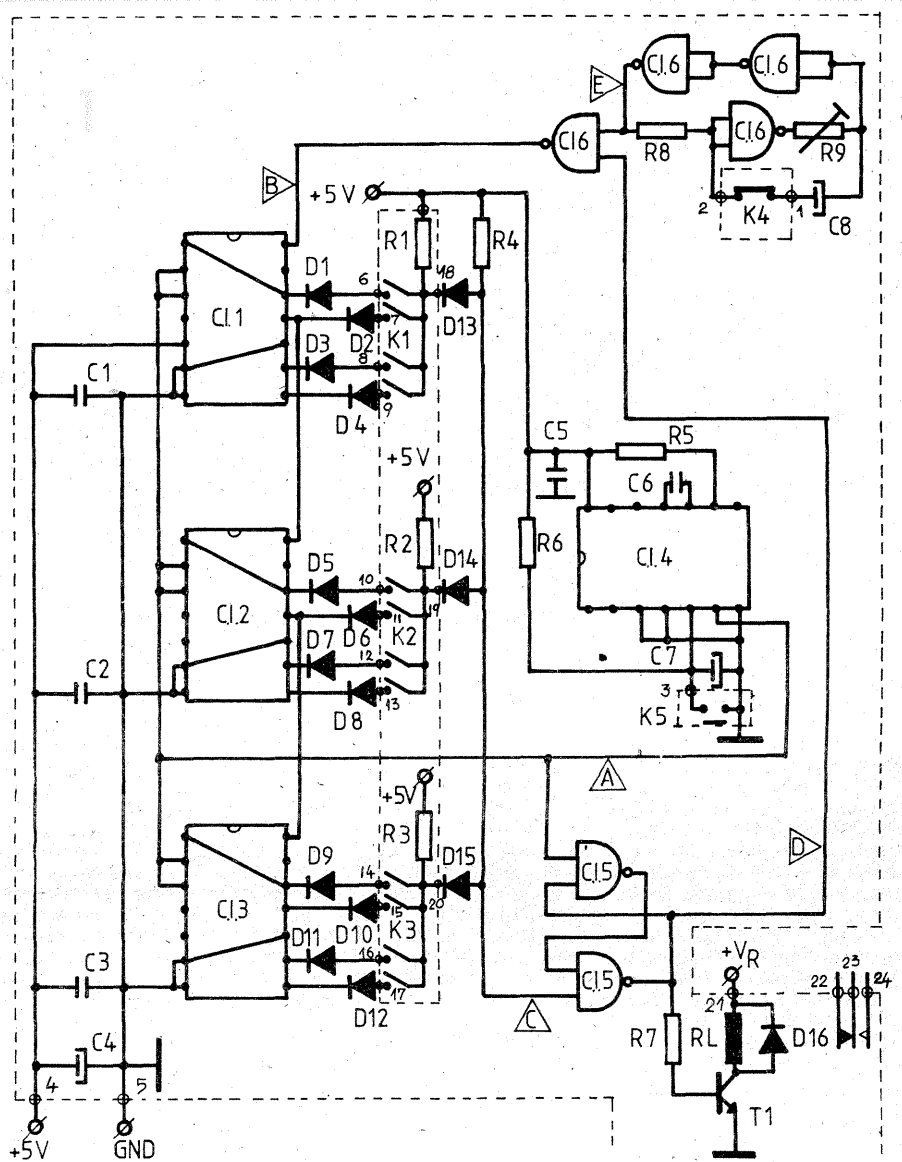 C.I.6 C.I.6
E
C.I.6 R8 C.I.6 R9
B
+5V
2 K4 1 C8
R1 R4
D1 6 18
C.I.1 7 D13
D3 D2 8 K1
C1
D4 9
+5V C5 R5
C6
R2 R6 C.I.4
D5 10 D14
C.I.2 11 19
D7 D6 12 K2
C2 C7
D8 13 3
K5
A
+5V
R3 D
D9 14 D15 C.I.5
C.I.3 15 20
D11 D10 16 K3
C3 17 C.I.5
D12
C
+VR
21 22 23 24
C4 R7 RL D16
4 5
T1
+5V GND